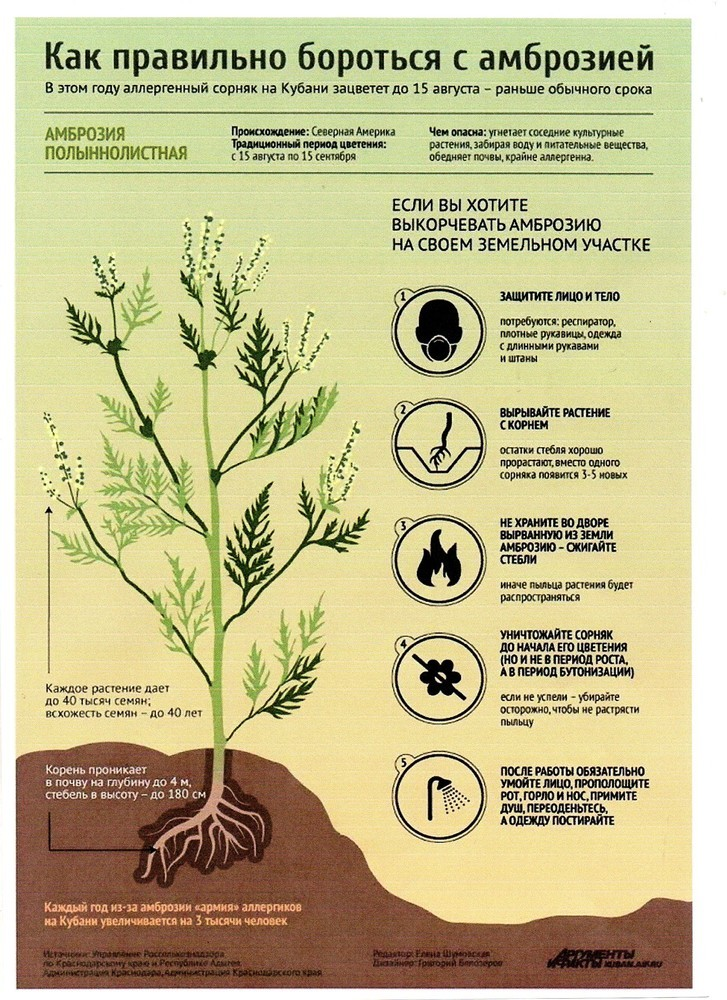 Как правильно бороться с амброзией
В этом году аллергенный сорняк на Кубани зацветет до 15 августа – раньше обычного срока
АМБРОЗИЯ
ПОЛЫННОЛИСТНАЯ
Происхождение: Северная Америка
Традиционный период цветения:
с 15 августа по 15 сентября
Чем опасна: угнетает соседние культурные
растения, забирая воду и питательные вещества,
обедняет почвы, крайне аллергенна.
ЕСЛИ ВЫ ХОТИТЕ
ВЫКОРЧЕВАТЬ АМБРОЗИЮ
НА СВОЕМ ЗЕМЕЛЬНОМ УЧАСТКЕ
1
ЗАЩИТИТЕ ЛИЦО И ТЕЛО
потребуются: респиратор,
плотные рукавицы, одежда
с длинными рукавами
и штаны
2
ВЫРЫВАЙТЕ РАСТЕНИЕ
С КОРНЕМ
остатки стебля хорошо
прорастают, вместо одного
сорняка появится 3-5 новых
3
НЕ ХРАНИТЕ ВО ДВОРЕ
ВЫРВАННУЮ ИЗ ЗЕМЛИ
АМБРОЗИЮ – СЖИГАЙТЕ
СТЕБЛИ
иначе пыльца растения будет
распространяться
4
УНИЧТОЖАЙТЕ СОРНЯК
ДО НАЧАЛА ЕГО ЦВЕТЕНИЯ
(НО И НЕ В ПЕРИОД РОСТА,
А В ПЕРИОД БУТОНИЗАЦИИ)
если не успели – убирайте
осторожно, чтобы не растрясти
пыльцу
5
ПОСЛЕ РАБОТЫ ОБЯЗАТЕЛЬНО
УМОЙТЕ ЛИЦО, ПРОПОЛОЩИТЕ
РОТ, ГОРЛО И НОС, ПРИМИТЕ
ДУШ, ПЕРЕОДЕНЬТЕСЬ,
А ОДЕЖДУ ПОСТИРАЙТЕ
Каждое растение дает
до 40 тысяч семян;
всхожесть семян – до 40 лет
Корень проникает
в почву на глубину до 4 м,
стебель в высоту – до 180 см
Каждый год из-за амброзии «армия» аллергиков
на Кубани увеличивается на 3 тысячи человек
Источники: Управление Россельхознадзора
по Краснодарскому краю и Республике Адыгея,
Администрация Краснодара, Администрация Краснодарского края
Редактор: Елена Шумовская
Дизайнер: Григорий Белозеров
АРГУМЕНТЫ
И ФАКТЫ KUBAN.AIF.RU